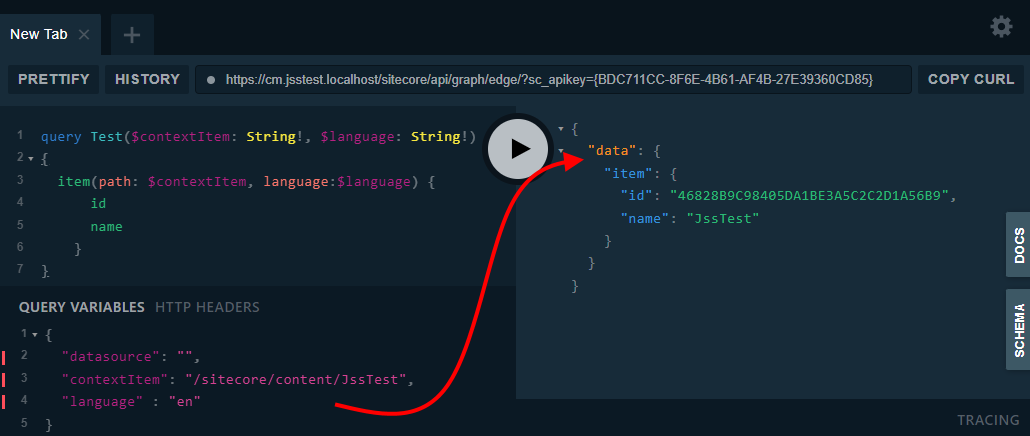 New Tab × +
PRETTIFY HISTORY https://cm.jsstest.localhost/sitecore/api/graph/edge/?sc_apikey={BDC711CC-8F6E-4B61-AF4B-27E39360CD85} COPY CURL
1 query Test($contextItem: String!, $language: String!)
2 {
3 item(path: $contextItem, language:$language) {
4 id
5 name
6 }
7 }
QUERY VARIABLES HTTP HEADERS
1 {
2 "datasource": "",
3 "contextItem": "/sitecore/content/JssTest",
4 "language" : "en"
5 }
{
"data": {
"item": {
"id": "46828B9C98405DA1BE3A5C2C2D1A56B9",
"name": "JssTest"
}
}
}
DOCS
SCHEMA
TRACING